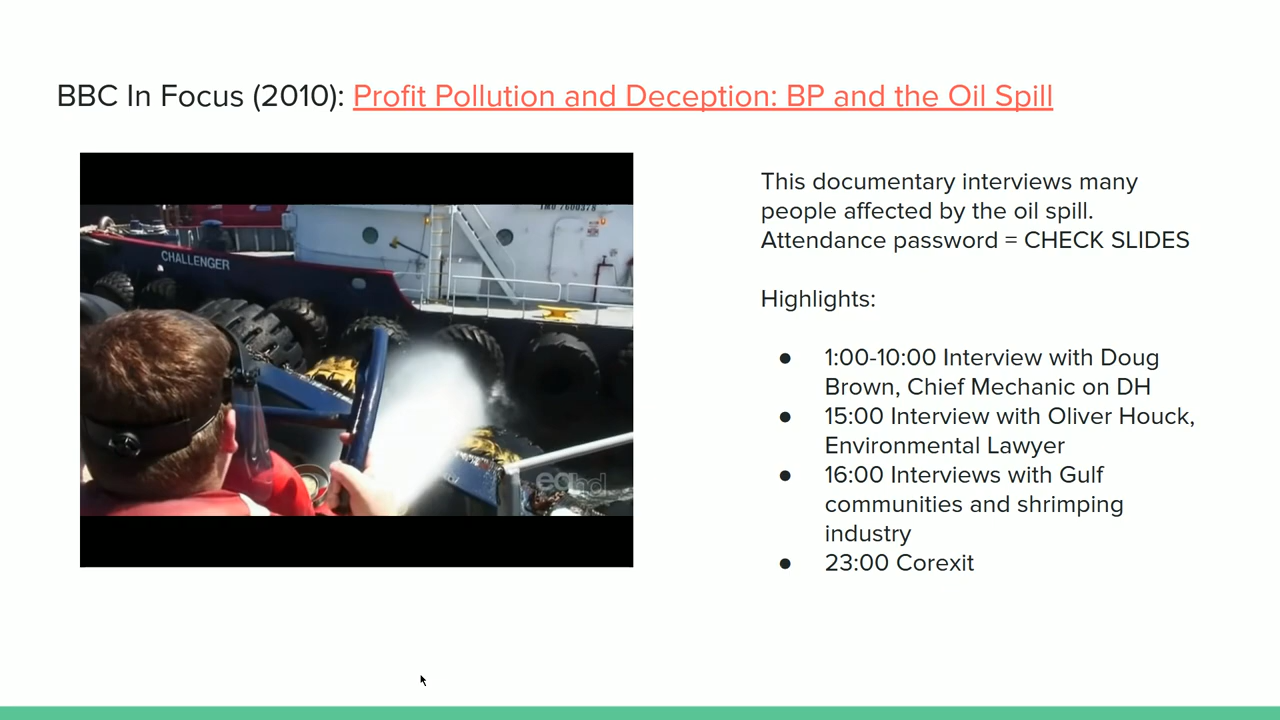 BBC In Focus (2010): Profit Pollution and Deception: BP and the Oil Spill
CHALLENGER
This documentary interviews many
people affected by the oil spill.
Attendance password = CHECK SLIDES
Highlights:
● 1:00-10:00 Interview with Doug
Brown, Chief Mechanic on DH
● 15:00 Interview with Oliver Houck,
Environmental Lawyer
● 16:00 Interviews with Gulf
communities and shrimping
industry
● 23:00 Corexit